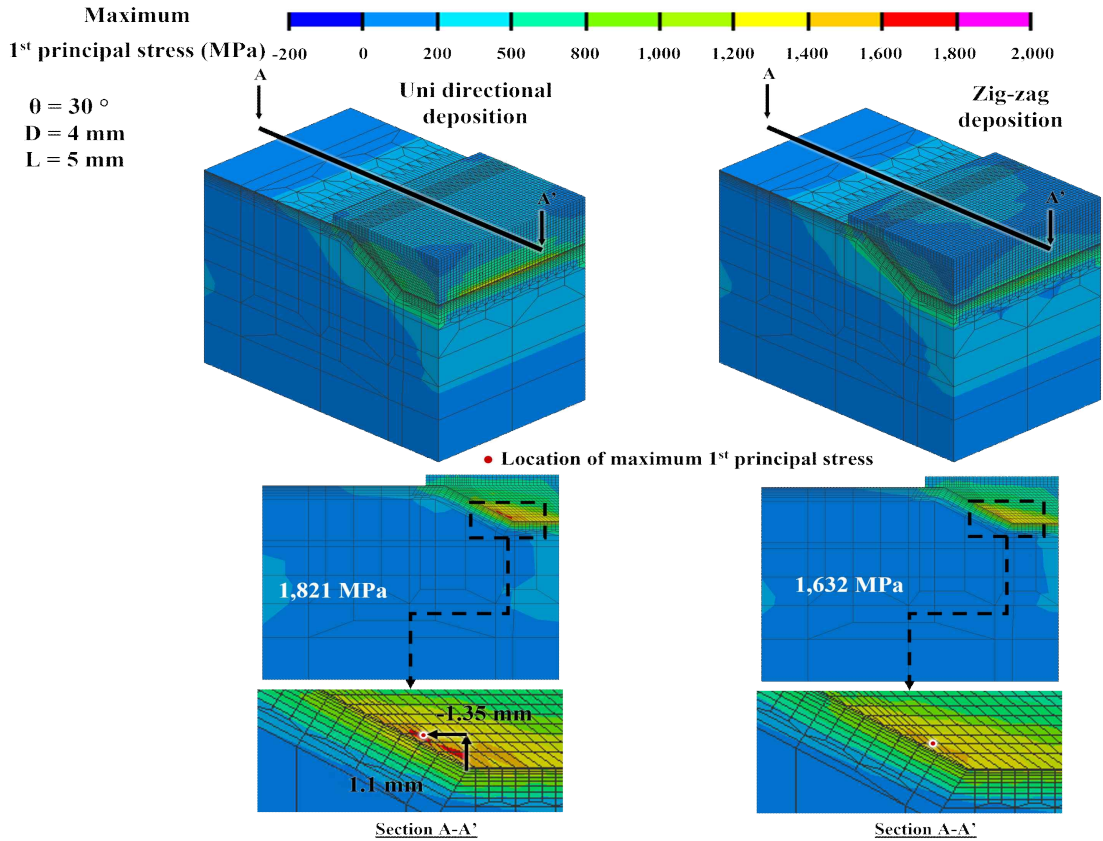 Maximum
1st principal stress (MPa)
-200 0 200 500 800 1,000 1,200 1,400 1,600 1,800 2,000
θ = 30 °
D = 4 mm
L = 5 mm
A
Uni directional
deposition
A’
A
Zig-zag
deposition
A’
Location of maximum 1st principal stress
1,821 MPa
1,632 MPa
-1.35 mm
1.1 mm
Section A-A’
Section A-A’